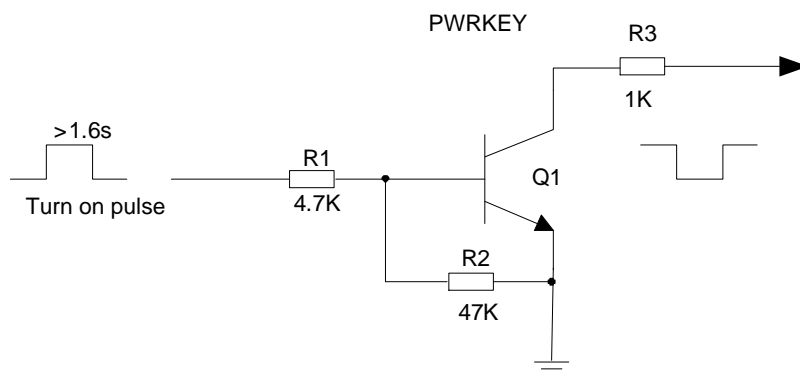 PWRKEY
R3
1K
>1.6s
R1
Q1
4.7K
Turn on pulse
R2
47K